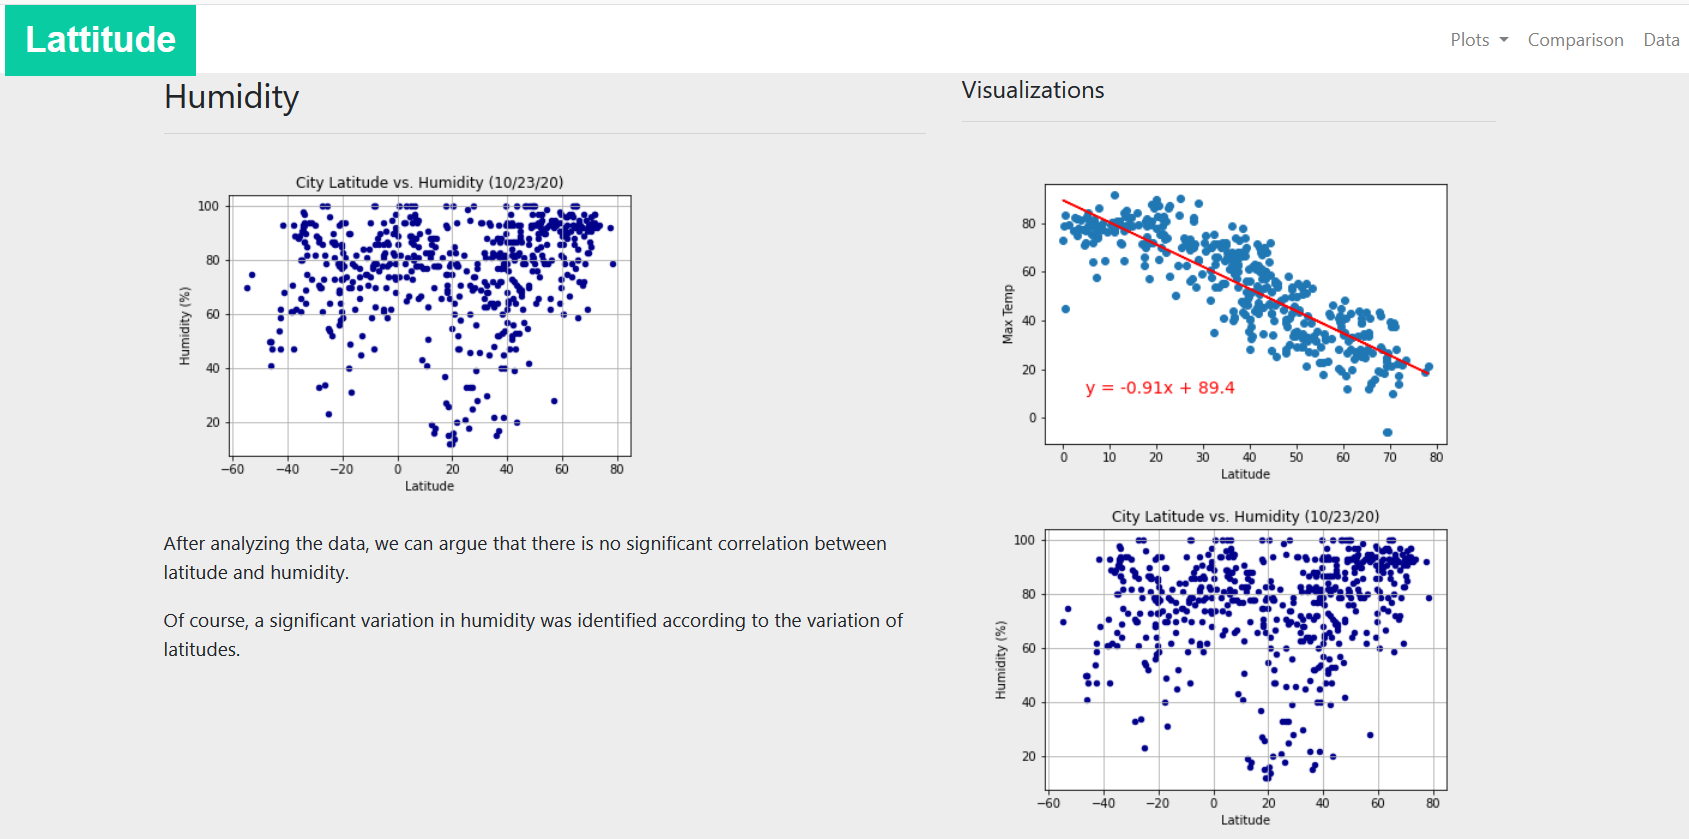 Lattitude
Plots Comparison Data
Humidity
City Latitude vs. Humidity (10/23/20)
Humidity (%)
100
80
60
40
20
−60 −40 −20 0 20 40 60 80
Latitude
After analyzing the data, we can argue that there is no significant correlation between
latitude and humidity.
Of course, a significant variation in humidity was identified according to the variation of
latitudes.
Visualizations
Max Temp
80
60
40
20
0
y = -0.91x + 89.4
0 10 20 30 40 50 60 70 80
Latitude
City Latitude vs. Humidity (10/23/20)
Humidity (%)
100
80
60
40
20
−60 −40 −20 0 20 40 60 80
Latitude